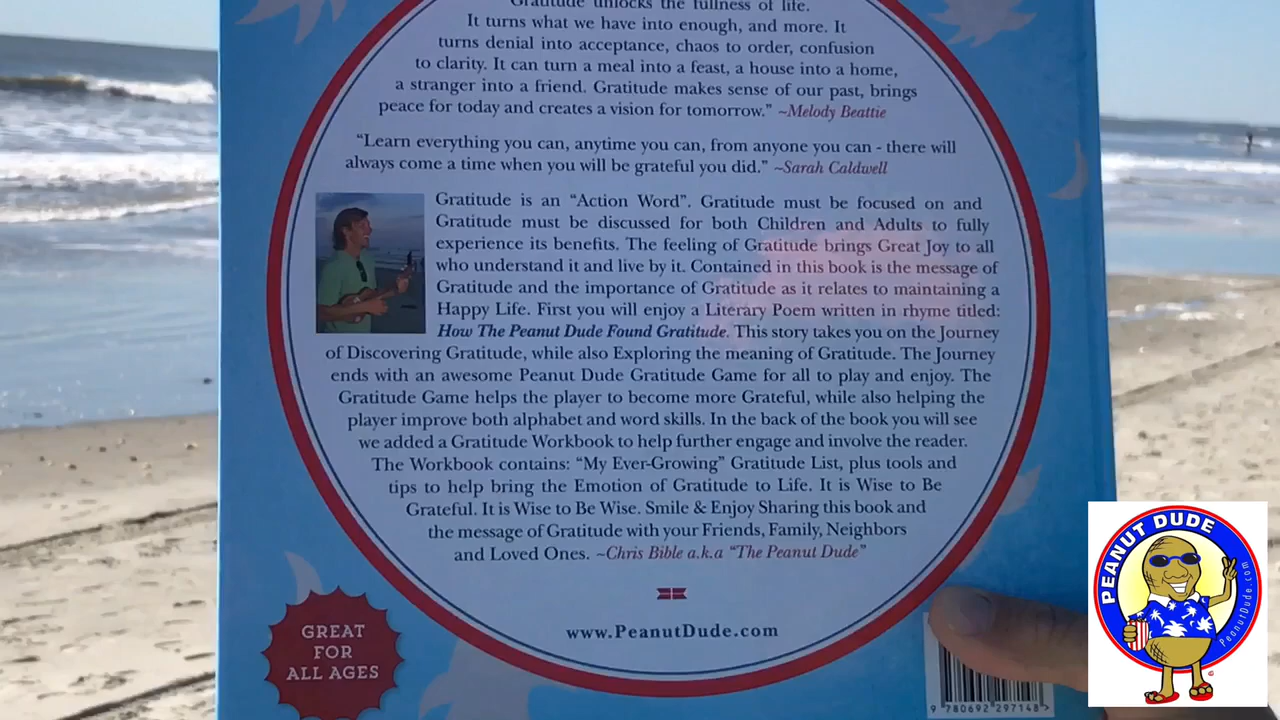 Gratitude unlocks the fullness of life.
It turns what we have into enough, and more. It
turns denial into acceptance, chaos to order, confusion
to clarity. It can turn a meal into a feast, a house into a home,
a stranger into a friend. Gratitude makes sense of our past, brings
peace for today and creates a vision for tomorrow.” ~Melody Beattie
“Learn everything you can, anytime you can, from anyone you can - there will
always come a time when you will be grateful you did.” ~Sarah Caldwell
Gratitude is an “Action Word”. Gratitude must be focused on and
Gratitude must be discussed for both Children and Adults to fully
experience its benefits. The feeling of Gratitude brings Great Joy to all
who understand it and live by it. Contained in this book is the message of
Gratitude and the importance of Gratitude as it relates to maintaining a
Happy Life. First you will enjoy a Literary Poem written in rhyme titled:
How The Peanut Dude Found Gratitude. This story takes you on the Journey
of Discovering Gratitude, while also Exploring the meaning of Gratitude. The Journey
ends with an awesome Peanut Dude Gratitude Game for all to play and enjoy. The
Gratitude Game helps the player to become more Grateful, while also helping the
player improve both alphabet and word skills. In the back of the book you will see
we added a Gratitude Workbook to help further engage and involve the reader.
The Workbook contains: “My Ever-Growing” Gratitude List, plus tools and
tips to help bring the Emotion of Gratitude to Life. It is Wise to Be
Grateful. It is Wise to Be Wise. Smile & Enjoy Sharing this book and
the message of Gratitude with your Friends, Family, Neighbors
and Loved Ones. ~Chris Bible a.k.a “The Peanut Dude”
www.PeanutDude.com
GREAT
FOR
ALL AGES
9 780692 297148 >
PEANUT DUDE
PeanutDude.com